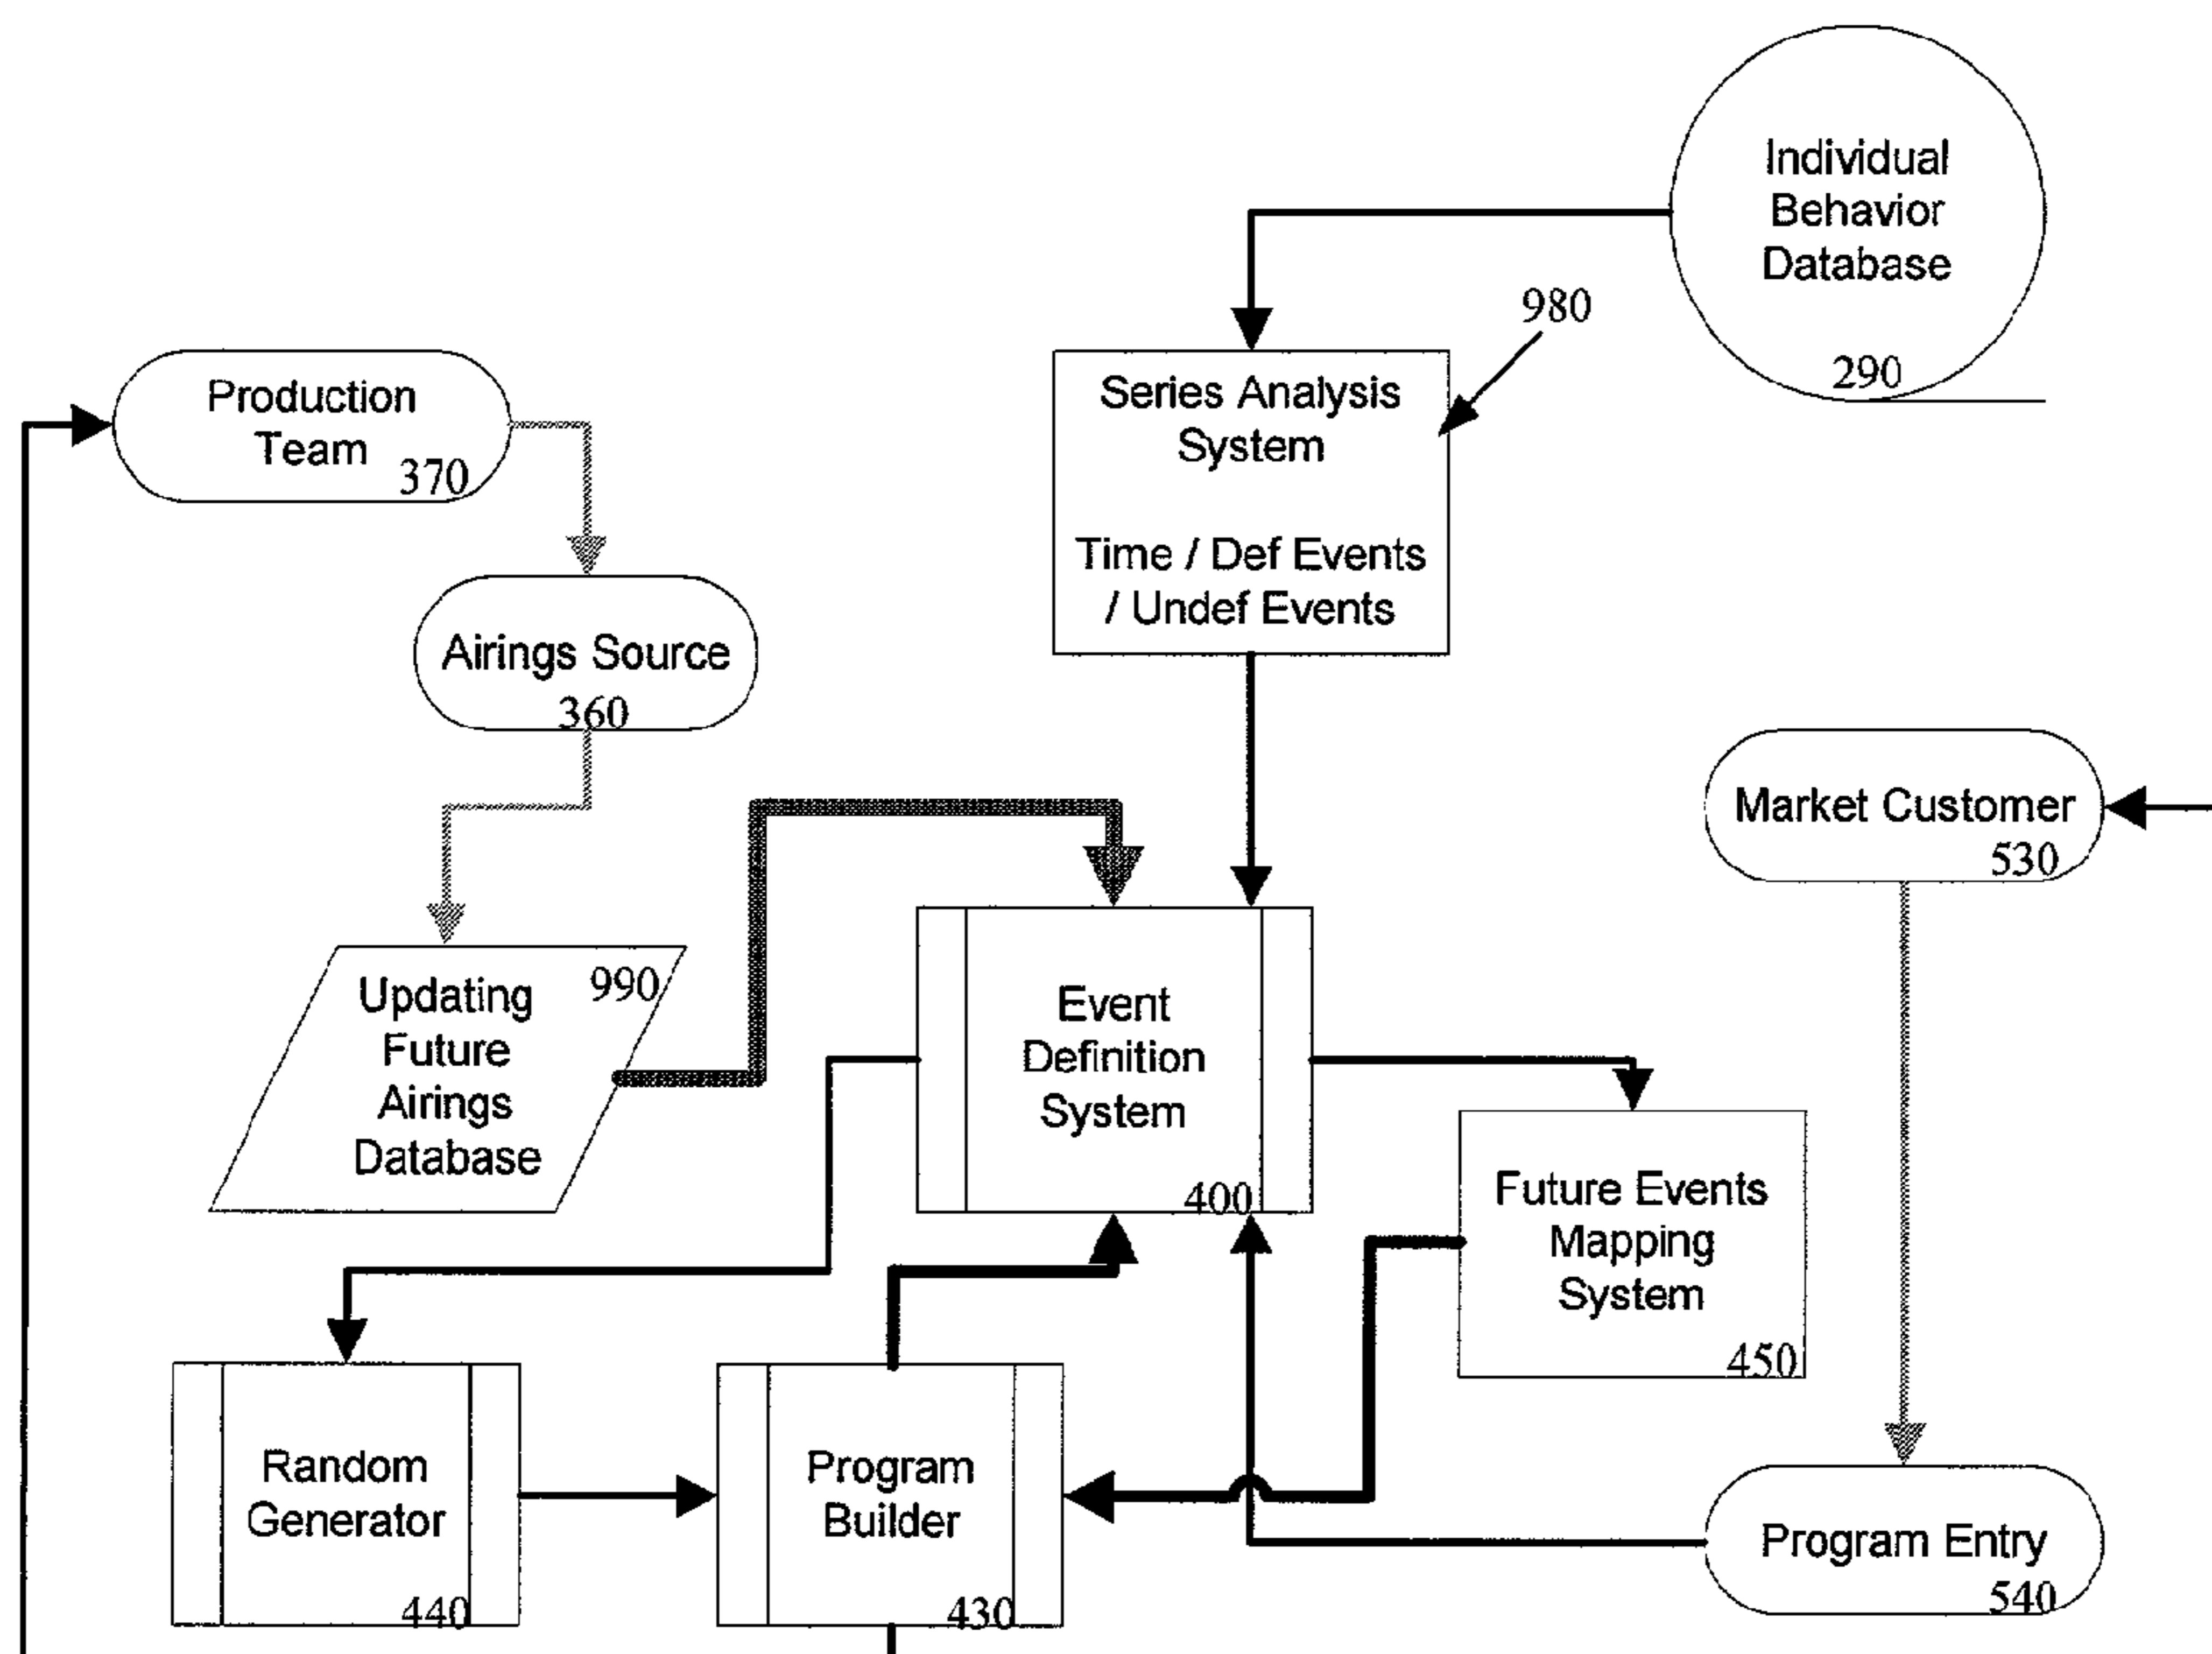 Individual
Behavior
Database
290
980
Series Analysis
System
Time / Def Events
/ Undef Events
Production
Team
370
Airings Source
360
Market Customer
530
Updating
Future
Airings
Database
990
Event
Definition
System
400
Future Events
Mapping
System
450
Random
Generator
440
Program
Builder
430
Program Entry
540